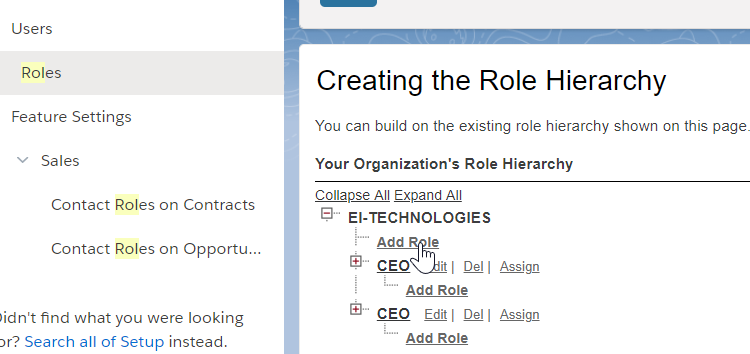 Users
Roles
Feature Settings
Sales
Contact Roles on Contracts
Contact Roles on Opportu...
Didn't find what you were looking
for? Search all of Setup instead.
Creating the Role Hierarchy
You can build on the existing role hierarchy shown on this page.
Your Organization's Role Hierarchy
Collapse All Expand All
EI-TECHNOLOGIES
Add Role
CEO Edit | Del | Assign
Add Role
CEO Edit | Del | Assign
Add Role